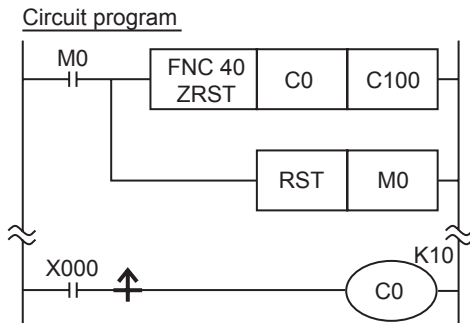 Circuit program
M0
FNC 40
ZRST
C0
C100
RST
M0
X000
K10
C0